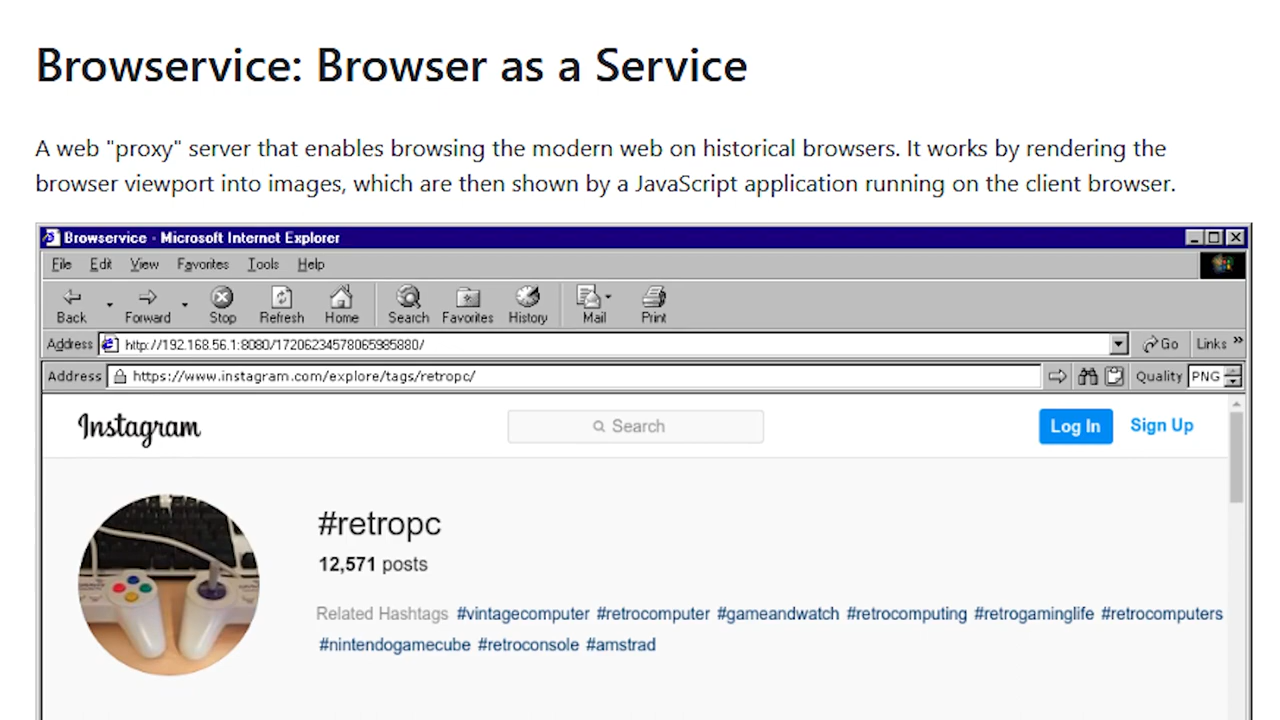 Browservice: Browser as a Service
A web "proxy" server that enables browsing the modern web on historical browsers. It works by rendering the
browser viewport into images, which are then shown by a JavaScript application running on the client browser.
Browservice - Microsoft Internet Explorer
File Edit View Favorites Tools Help
Back Forward Stop Refresh Home Search Favorites History Mail Print
Address http://192.168.56.1:8080/17206234578065985880/ Go Links »
Address https://www.instagram.com/explore/tags/retropc/ Quality PNG
Instagram Search Log In Sign Up
#retropc
12,571 posts
Related Hashtags #vintagecomputer #retrocomputer #gameandwatch #retrocomputing #retrogaminglife #retrocomputers
#nintendogamecube #retroconsole #amstrad